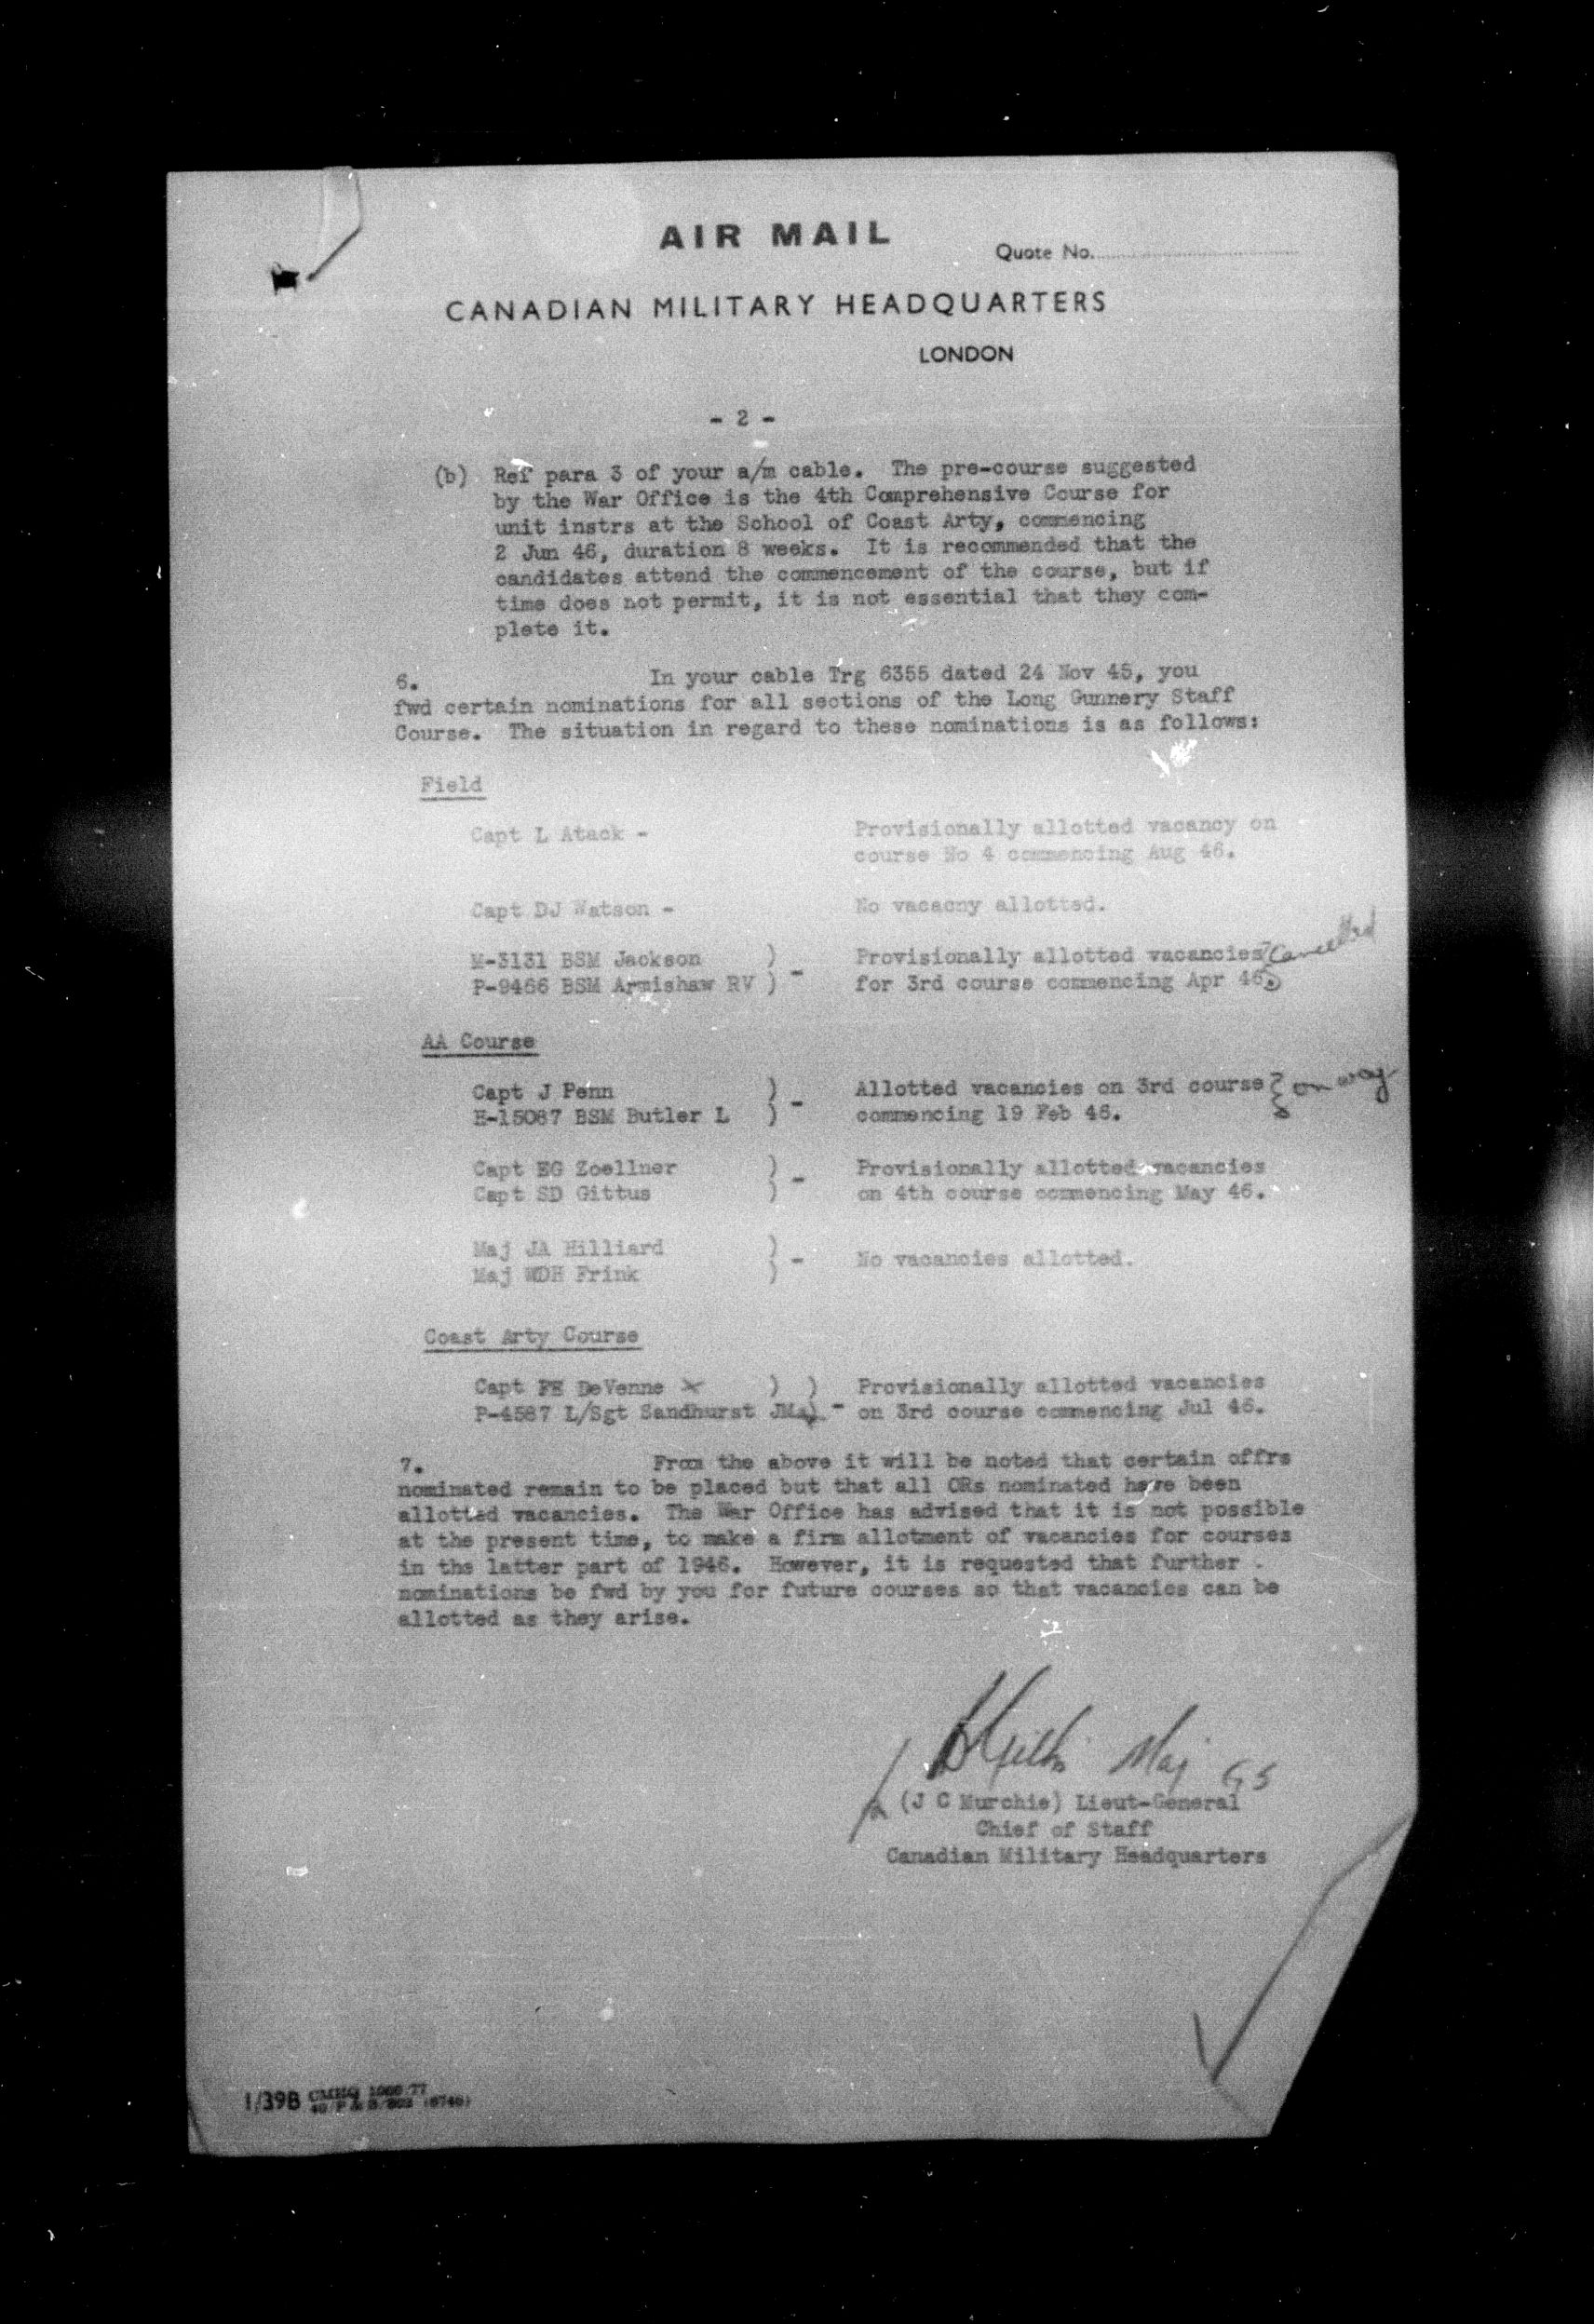 AIR MAIL
Quote No.
CANADIAN MILITARY HEADQUARTERS
LONDON
- 2 -
(b) Ref para 3 of your a/m cable. The pre-course suggested
by the War Office is the 4th Comprehensive Course for
unit instrs at the School of Coast Arty, commencing
2 Jun 46, duration 8 weeks. It is recommended that the
candidates attend the commencement of the course, but if
time does not permit, it is not essential that they com-
plete it.
6. In your cable Trg 6355 dated 24 Nov 45, you
fwd certain nominations for all sections of the Long Gunnery Staff
Course. The situation in regard to these nominations is as follows:
Field
Capt L Atack - Provisionally allotted vacancy on
course No 4 commencing Aug 46.
Capt DJ Watson - No vacacny allotted.
M-3131 BSM Jackson ) Provisionally allotted vacancies Cancelled
P-9466 BSM Armishaw RV ) - for 3rd course commencing Apr 46.
AA Course
Capt J Penn ) Allotted vacancies on 3rd course } on way
H-15087 BSM Butler L ) - commencing 19 Feb 46.
Capt EG Zoellner ) - Provisionally allotted vacancies
Capt SD Gittus ) on 4th course commencing May 46.
Maj JA Hilliard ) - No vacancies allotted.
Maj WDH Frink )
Coast Arty Course
Capt FE DeVenne x ) ) Provisionally allotted vacancies
P-4587 L/Sgt Sandhurst JM ) - on 3rd course commencing Jul 46.
7. From the above it will be noted that certain offrs
nominated remain to be placed but that all ORs nominated have been
allotted vacancies. The War Office has advised that it is not possible
at the present time, to make a firm allotment of vacancies for courses
in the latter part of 1946. However, it is requested that further
nominations be fwd by you for future courses so that vacancies can be
allotted as they arise.
Maj GS
(J C Murchie) Lieut-General
Chief of Staff
Canadian Military Headquarters
1/39B CMHQ